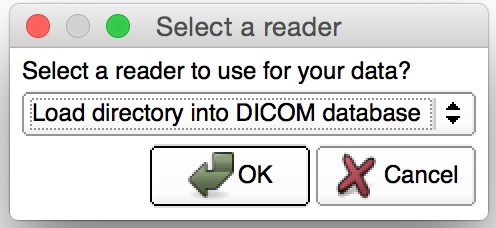 Select a reader
Select a reader to use for your data?
Load directory into DICOM database
OK Cancel